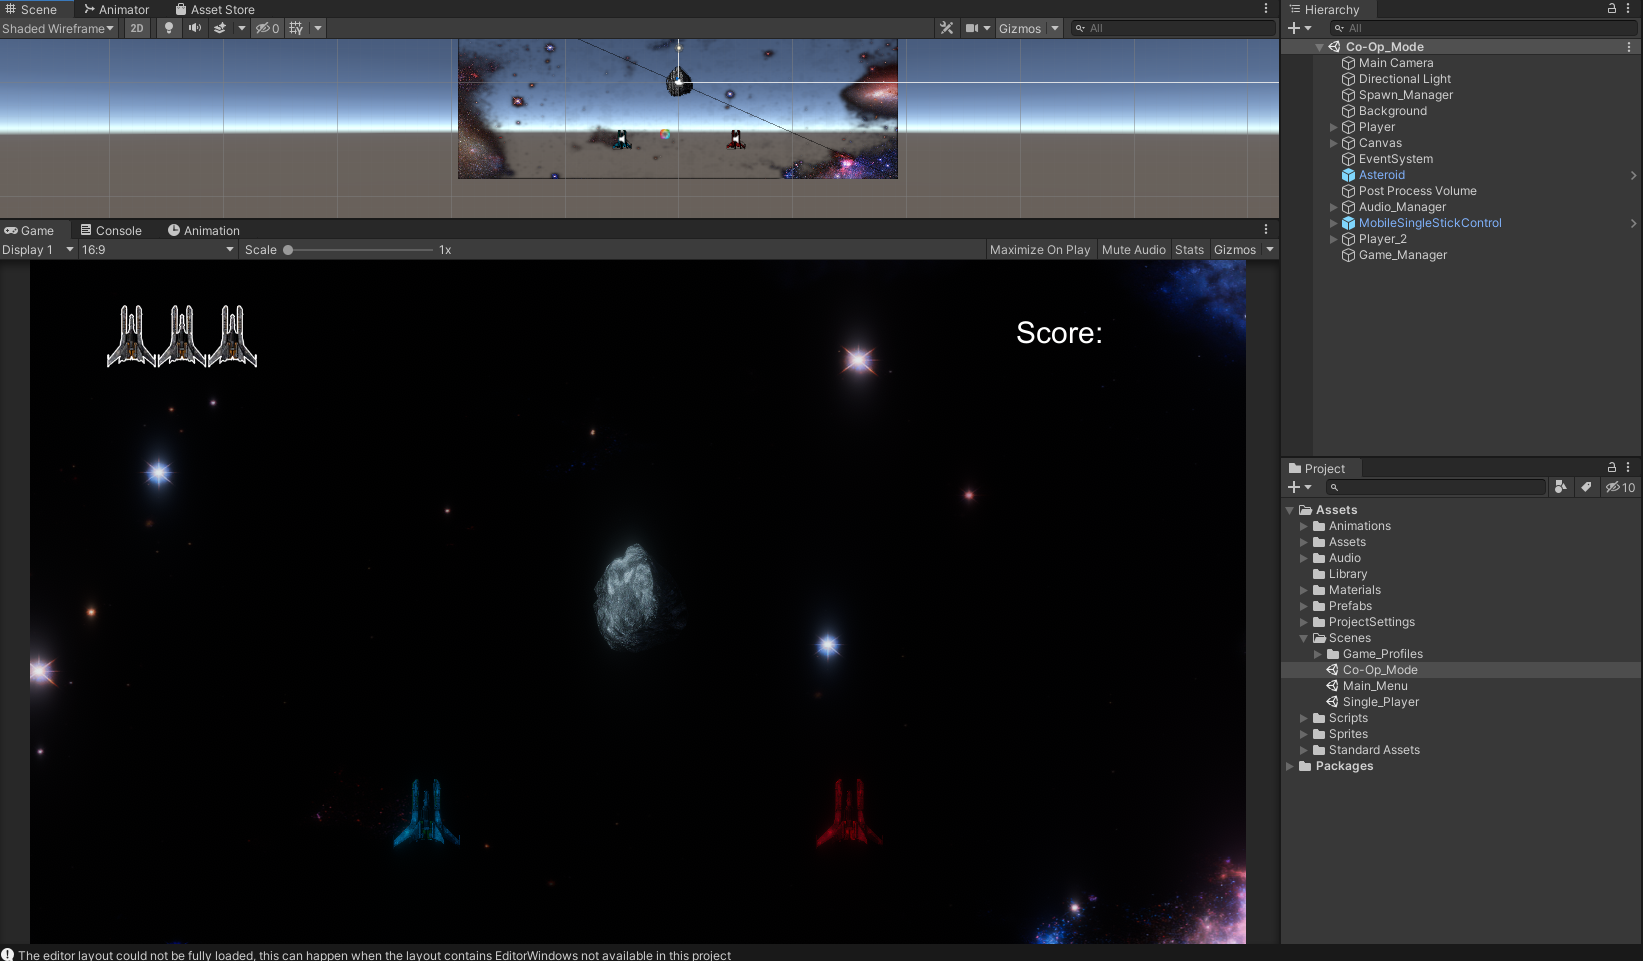 Scene Animator Asset Store
Shaded Wireframe 2D 0 Gizmos All
Game Console Animation
Display 1 16:9 Scale 1x Maximize On Play Mute Audio Stats Gizmos
Score:
The editor layout could not be fully loaded, this can happen when the layout contains EditorWindows not available in this project
Hierarchy
All
Co-Op_Mode
Main Camera
Directional Light
Spawn_Manager
Background
Player
Canvas
EventSystem
Asteroid
Post Process Volume
Audio_Manager
MobileSingleStickControl
Player_2
Game_Manager
Project
10
Assets
Animations
Assets
Audio
Library
Materials
Prefabs
ProjectSettings
Scenes
Game_Profiles
Co-Op_Mode
Main_Menu
Single_Player
Scripts
Sprites
Standard Assets
Packages